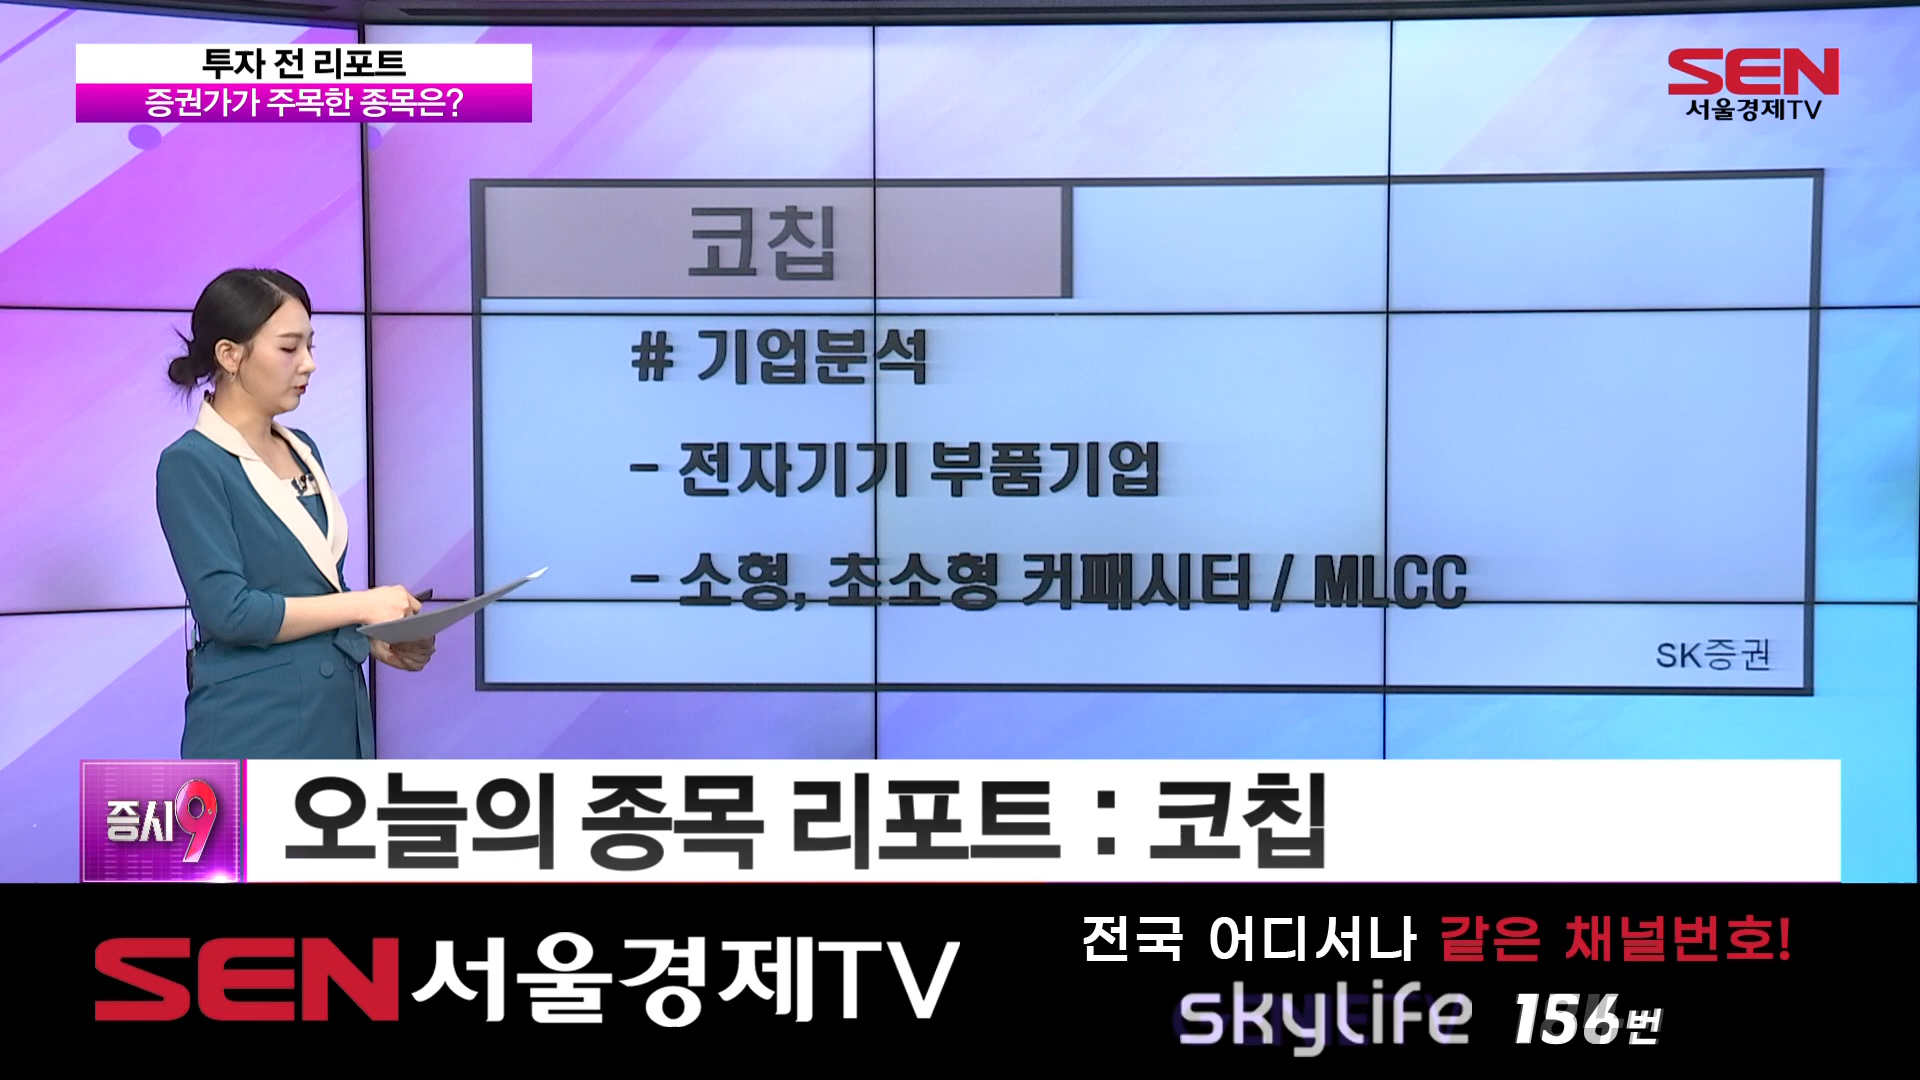 투자 전 리포트
증권가가 주목한 종목은?
SEN
서울경제TV
코칩
# 기업분석
- 전자기기 부품기업
- 소형, 초소형 커패시터 / MLCC
SK증권
증시9
오늘의 종목 리포트 : 코칩
SEN서울경제TV
전국 어디서나 같은 채널번호!
skylife
156번